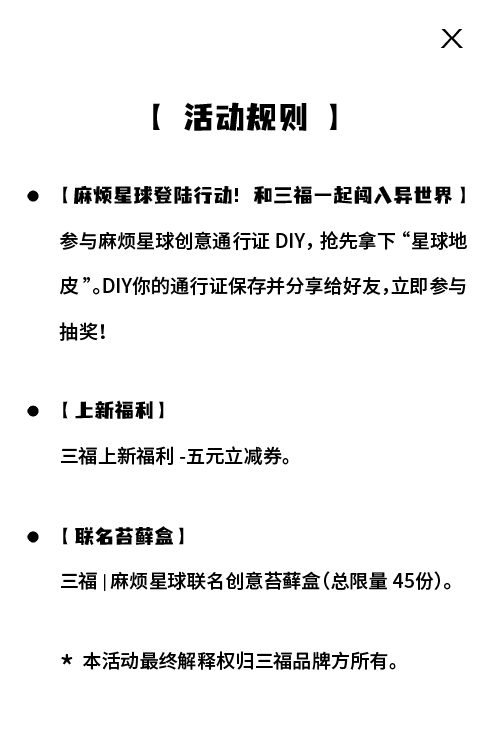 【 活动规则 】
● 【麻烦星球登陆行动！和三福一起闯入异世界】
参与麻烦星球创意通行证 DIY，抢先拿下“星球地
皮”。DIY你的通行证保存并分享给好友，立即参与
抽奖！
● 【上新福利】
三福上新福利 -五元立减券。
● 【联名苔藓盒】
三福 | 麻烦星球联名创意苔藓盒（总限量 45份）。
* 本活动最终解释权归三福品牌方所有。